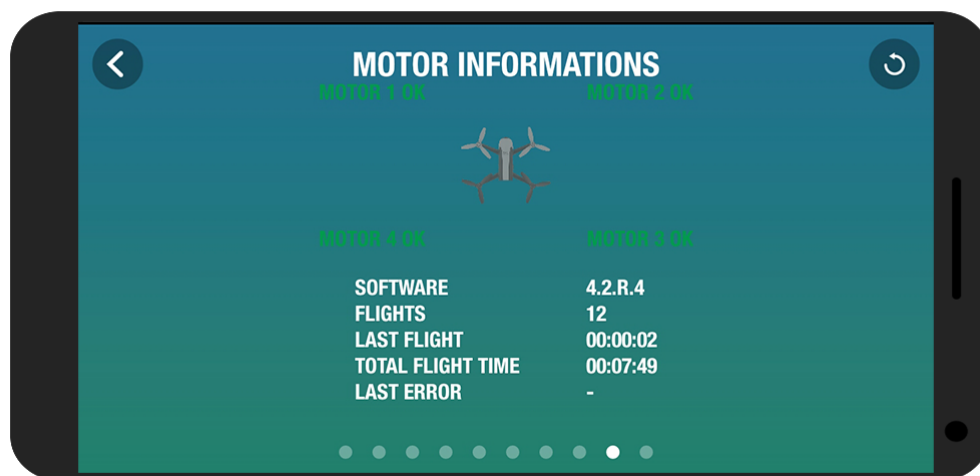 MOTOR INFORMATIONS
MOTOR 1 OK MOTOR 2 OK
MOTOR 4 OK MOTOR 3 OK
SOFTWARE 4.2.R.4
FLIGHTS 12
LAST FLIGHT 00:00:02
TOTAL FLIGHT TIME 00:07:49
LAST ERROR -